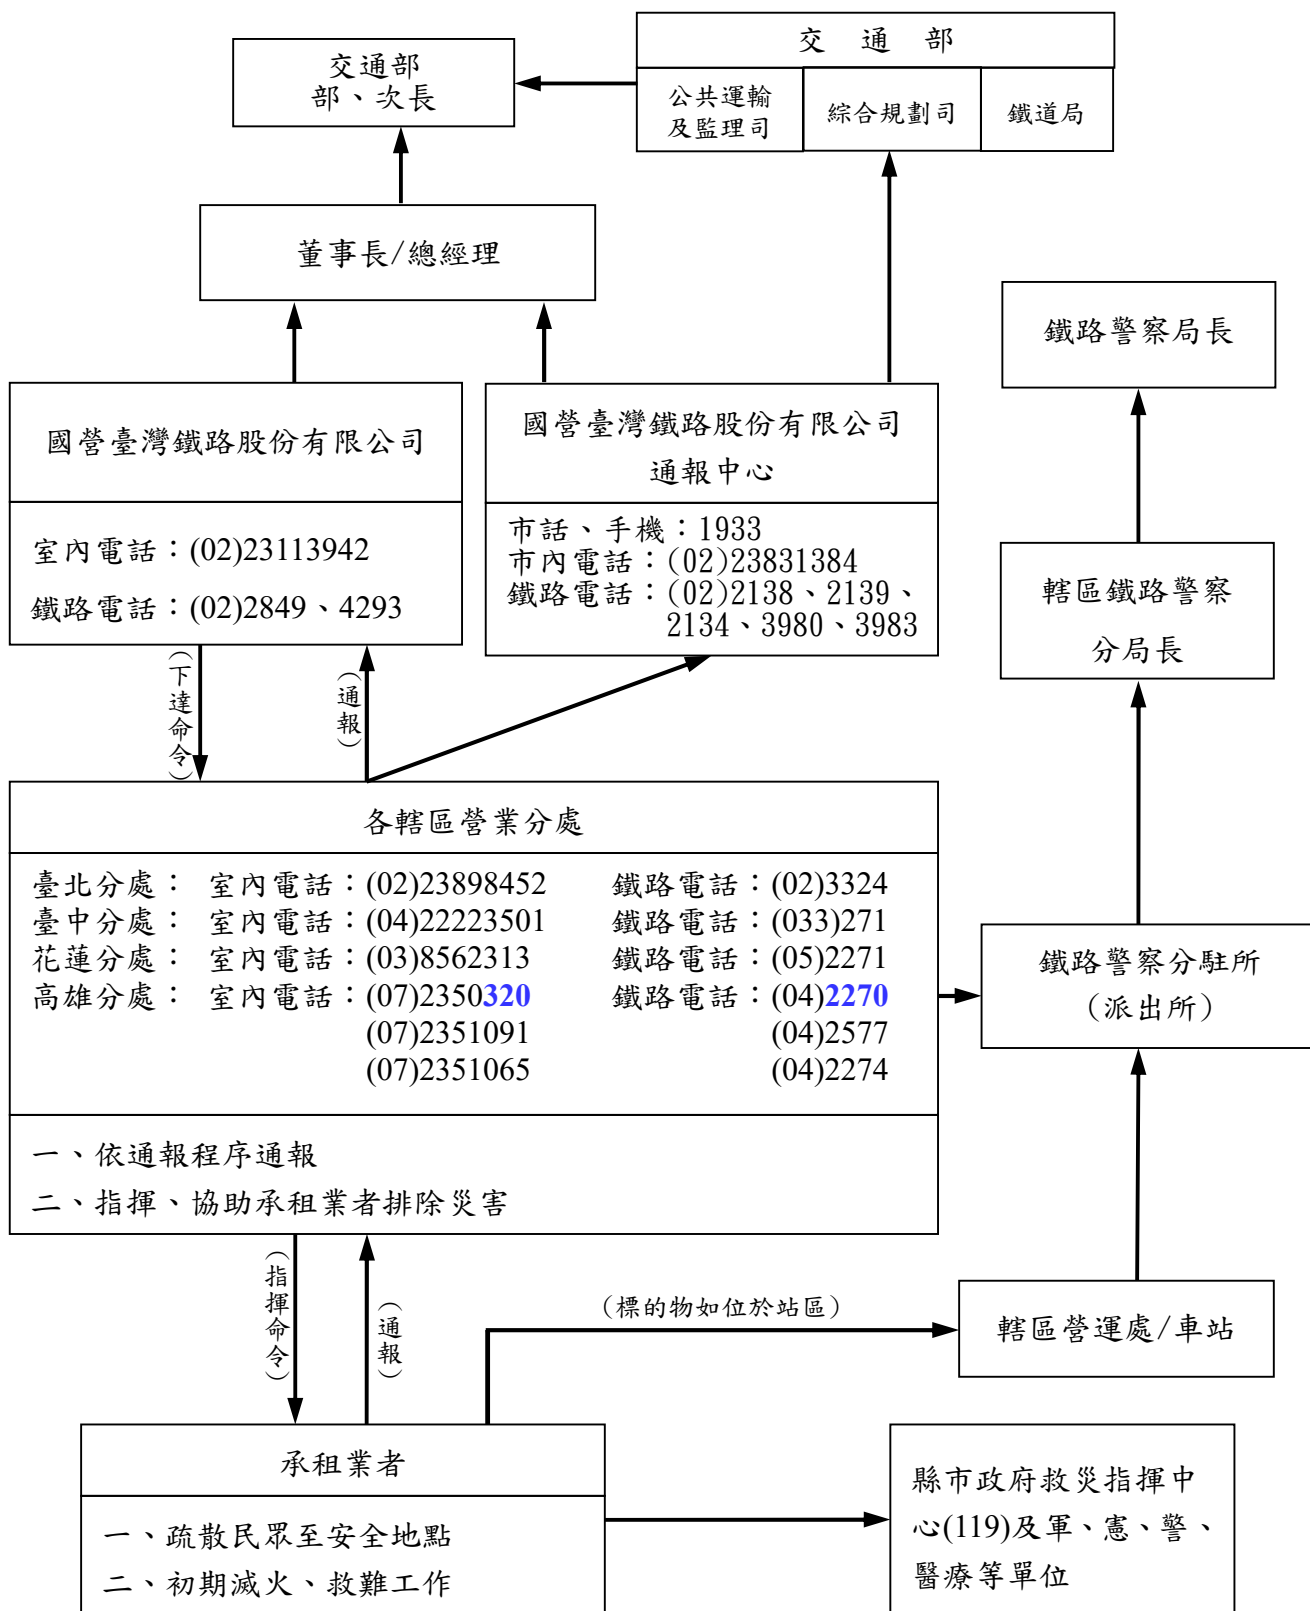 交通部
公共運輸
及監理司
綜合規劃司
鐵道局
交通部
部、次長
董事長/總經理
鐵路警察局長
國營臺灣鐵路股份有限公司
室內電話：(02)23113942
鐵路電話：(02)2849、4293
國營臺灣鐵路股份有限公司
通報中心
市話、手機：1933
市內電話：(02)23831384
鐵路電話：(02)2138、2139、
2134、3980、3983
轄區鐵路警察
分局長
(下達命令)
(通報)
各轄區營業分處
臺北分處： 室內電話：(02)23898452 鐵路電話：(02)3324
臺中分處： 室內電話：(04)22223501 鐵路電話：(033)271
花蓮分處： 室內電話：(03)8562313 鐵路電話：(05)2271
高雄分處： 室內電話：(07)2350320 鐵路電話：(04)2270
(07)2351091 (04)2577
(07)2351065 (04)2274
一、依通報程序通報
二、指揮、協助承租業者排除災害
鐵路警察分駐所
（派出所）
(指揮命令)
(通報)
（標的物如位於站區）
轄區營運處/車站
承租業者
一、疏散民眾至安全地點
二、初期滅火、救難工作
縣市政府救災指揮中
心(119)及軍、憲、警、
醫療等單位